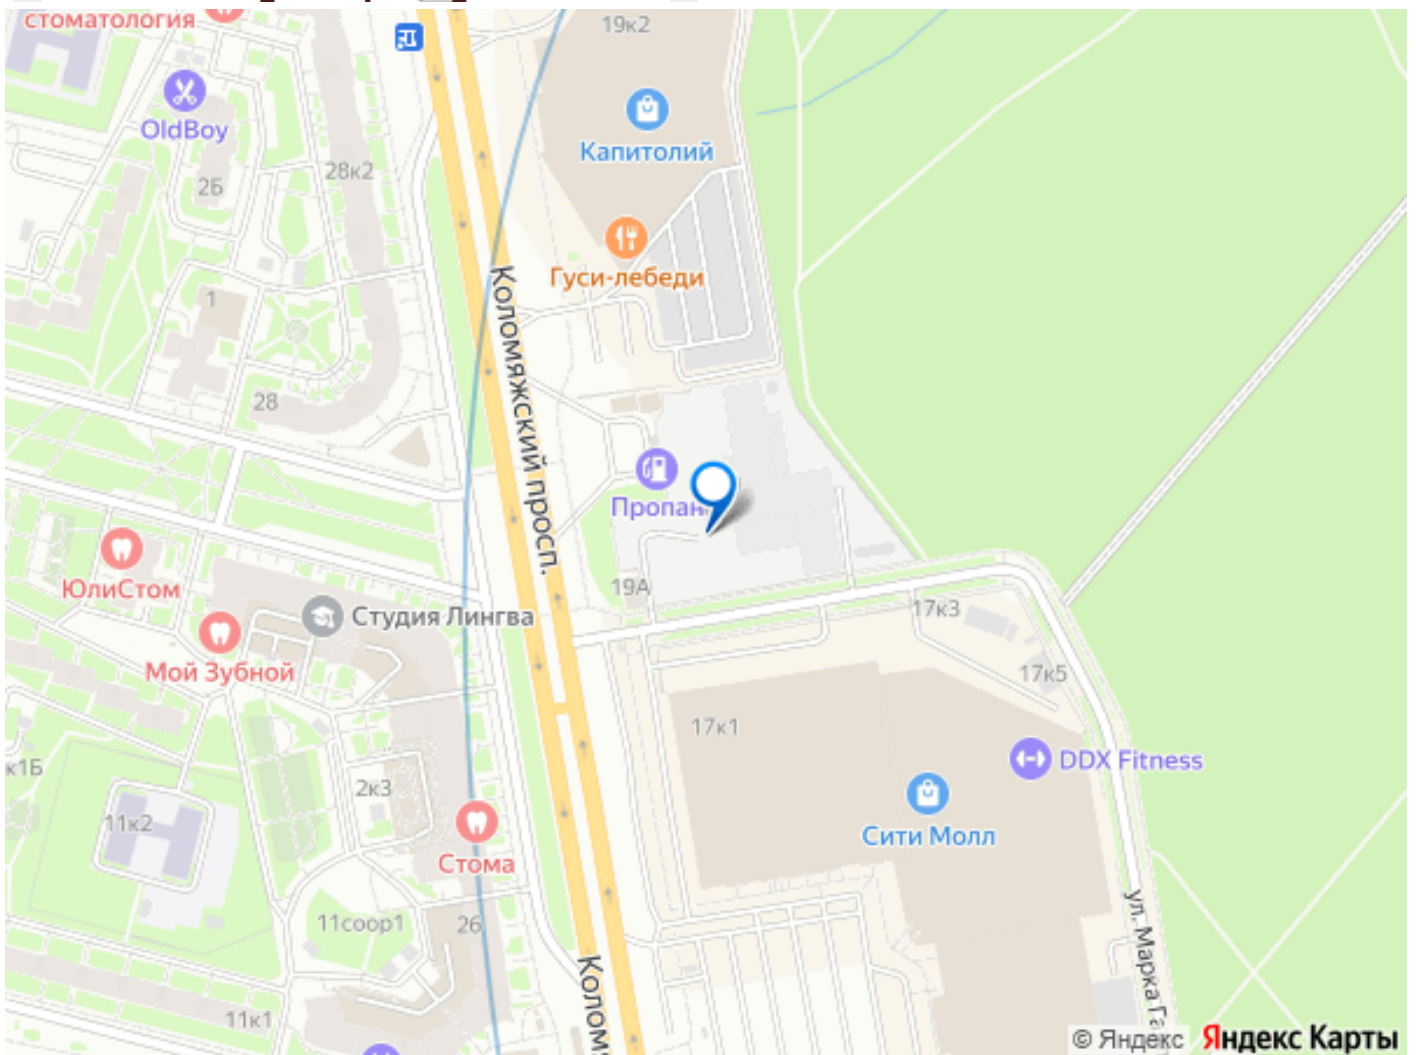 стоматология
19к2
OldBoy
Капитолий
28к2
2Б
Гуси-лебеди
1
Коломяжский просп.
28
Пропан
ЮлиСтом
19А
Студия Лингва
17к3
Мой Зубной
17к5
17к1
к1Б
DDX Fitness
2к3
11к2
Сити Молл
Стома
11соор1
26
ул. Марка Га
Колом
11к1
© Яндекс Яндекс Карты